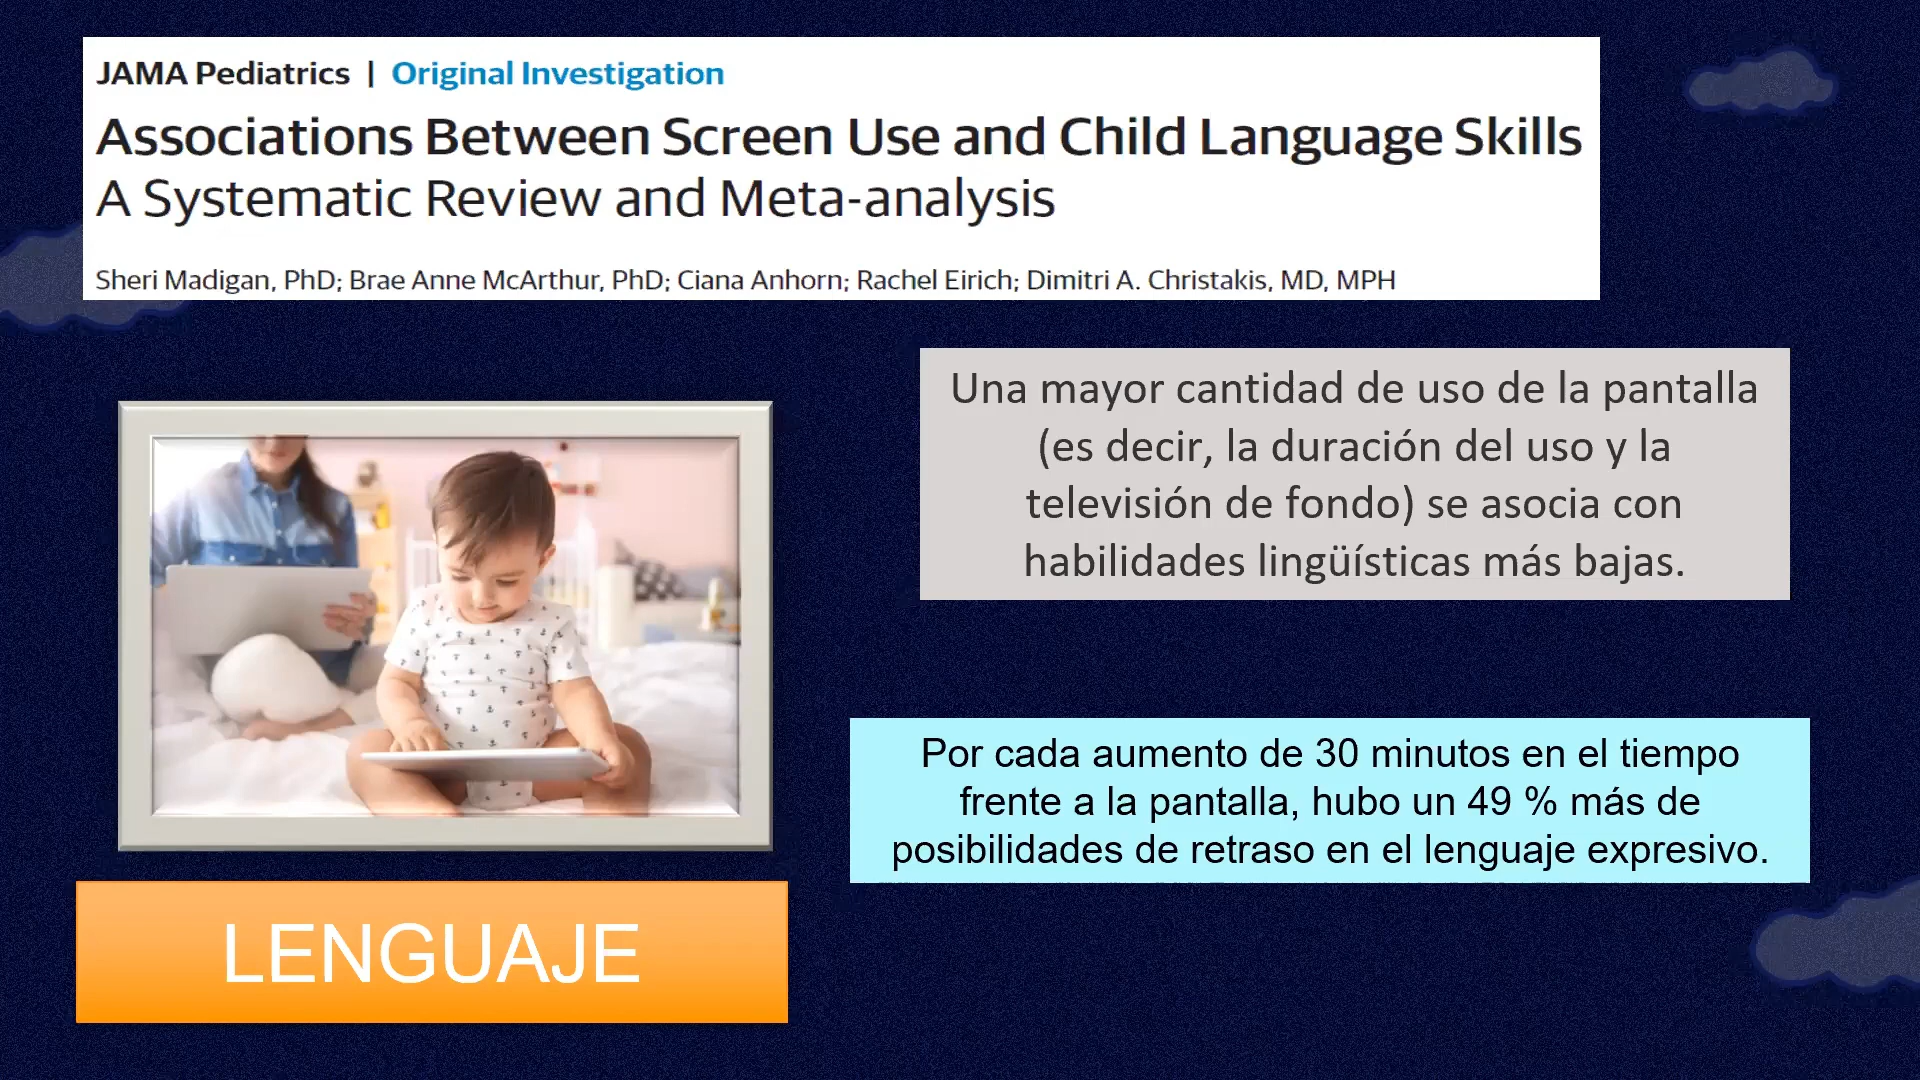 JAMA Pediatrics | Original Investigation
Associations Between Screen Use and Child Language Skills
A Systematic Review and Meta-analysis
Sheri Madigan, PhD; Brae Anne McArthur, PhD; Ciana Anhorn; Rachel Eirich; Dimitri A. Christakis, MD, MPH
Una mayor cantidad de uso de la pantalla
(es decir, la duración del uso y la
televisión de fondo) se asocia con
habilidades lingüísticas más bajas.
Por cada aumento de 30 minutos en el tiempo
frente a la pantalla, hubo un 49 % más de
posibilidades de retraso en el lenguaje expresivo.
LENGUAJE